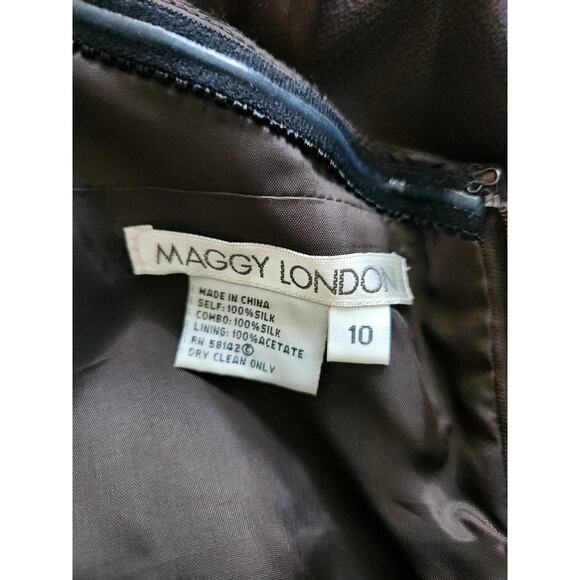 MAGGY LONDON
MADE IN CHINA
SELF: 100% SILK
COMBO: 100% SILK
LINING: 100% ACETATE
RN 58142 ©
DRY CLEAN ONLY
10